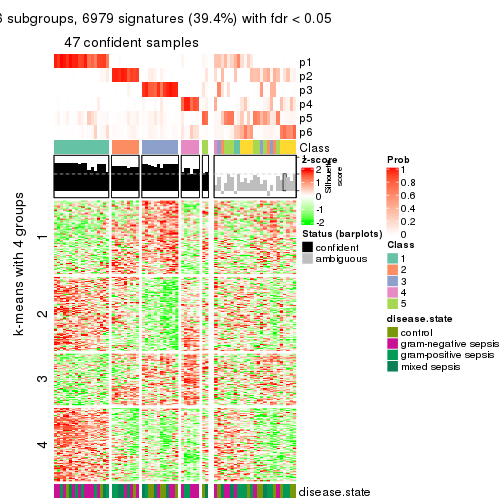 6 subgroups, 6979 signatures (39.4%) with fdr < 0.05
47 confident samples
p1
p2
p3
p4
p5
p6
Class
z-score
2
1
0
-1
-2
Silhouette
score
Prob
1
0.8
0.6
0.4
0.2
0
Status (barplots)
confident
ambiguous
Class
1
2
3
4
5
disease.state
control
gram-negative sepsis
gram-positive sepsis
mixed sepsis
k-means with 4 groups
1
2
3
4
disease.state